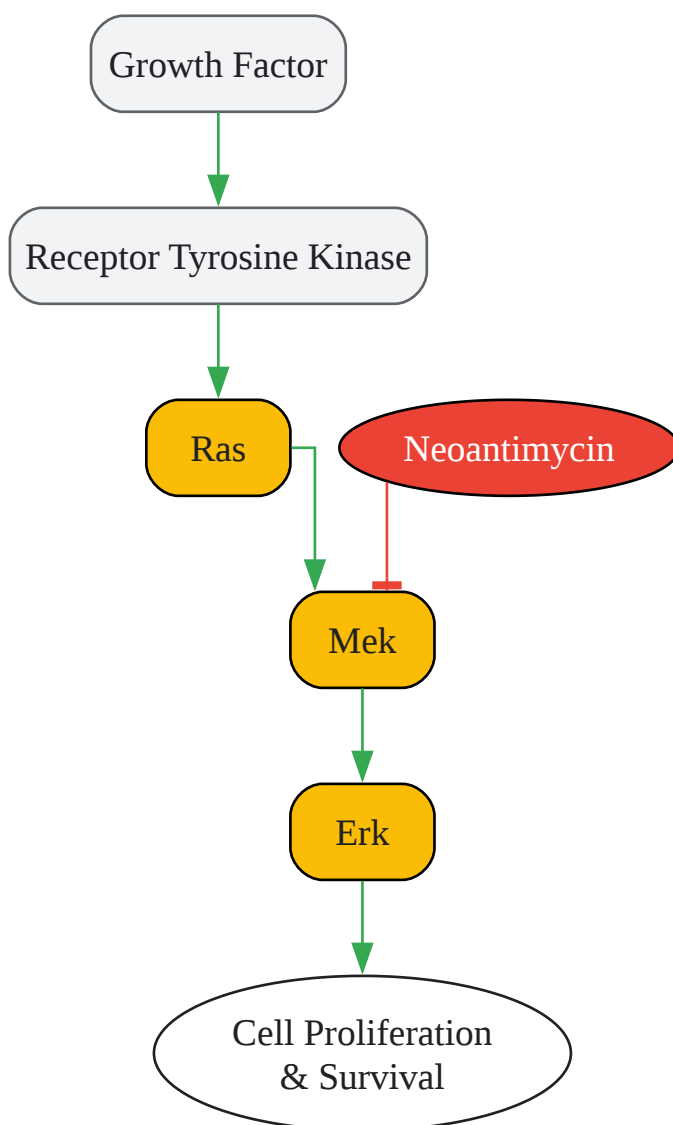 Growth Factor
Receptor Tyrosine Kinase
Ras
Neoantimycin
Mek
Erk
Cell Proliferation
& Survival